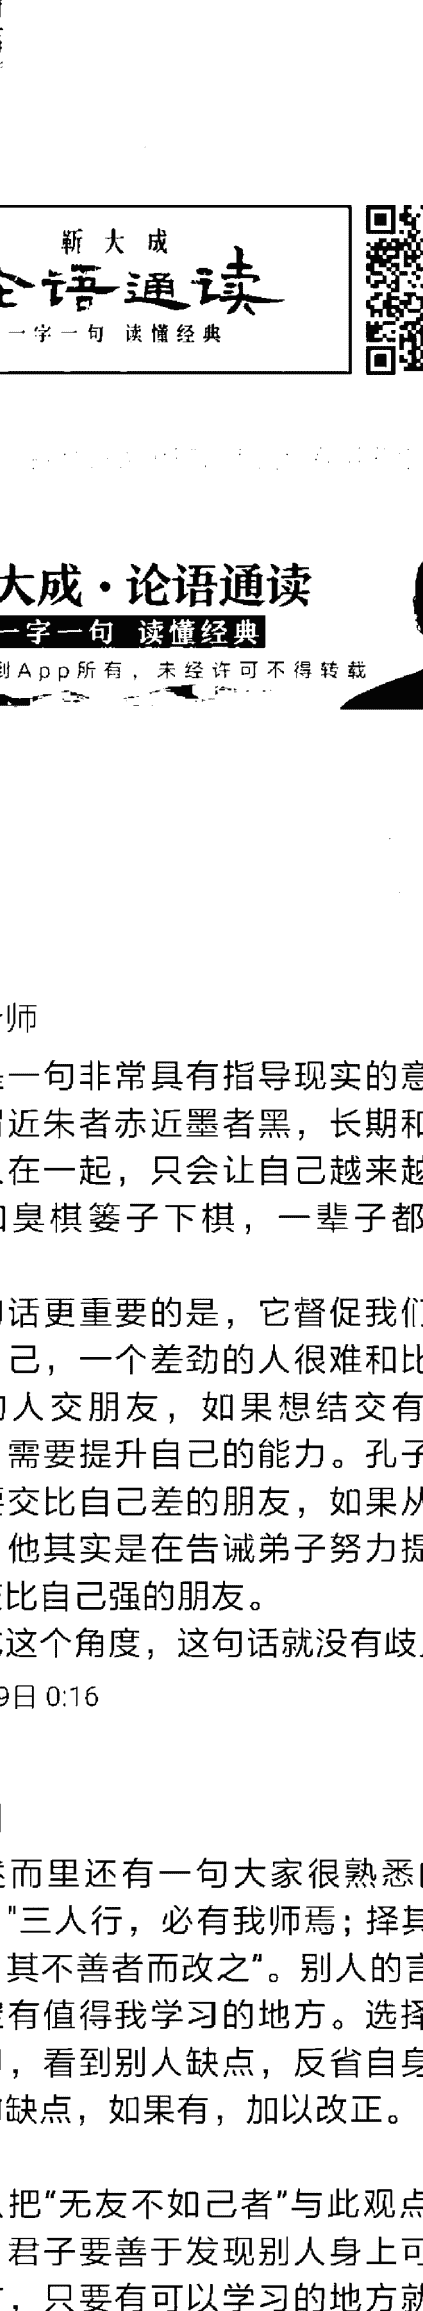 靳大成
论语通读
一字一句 读懂经典
大成·论语通读
一字一句 读懂经典
到App所有，未经许可不得转载
师
一句非常具有指导现实的意
近朱者赤近墨者黑，长期和
在一起，只会让自己越来越
臭棋篓子下棋，一辈子都
话更重要的是，它督促我们
己，一个差劲的人很难和比
的人交朋友，如果想结交有
需要提升自己的能力。孔子
要交比自己差的朋友，如果从
他其实是在告诫弟子努力提
比自己强的朋友。
这个角度，这句话就没有歧
9日 0:16
而里还有一句大家很熟悉的
"三人行，必有我师焉；择其
其不善者而改之"。别人的言
定有值得我学习的地方。选择
，看到别人缺点，反省自身
缺点，如果有，加以改正。
把"无友不如己者"与此观点
君子要善于发现别人身上可
，只要有可以学习的地方就